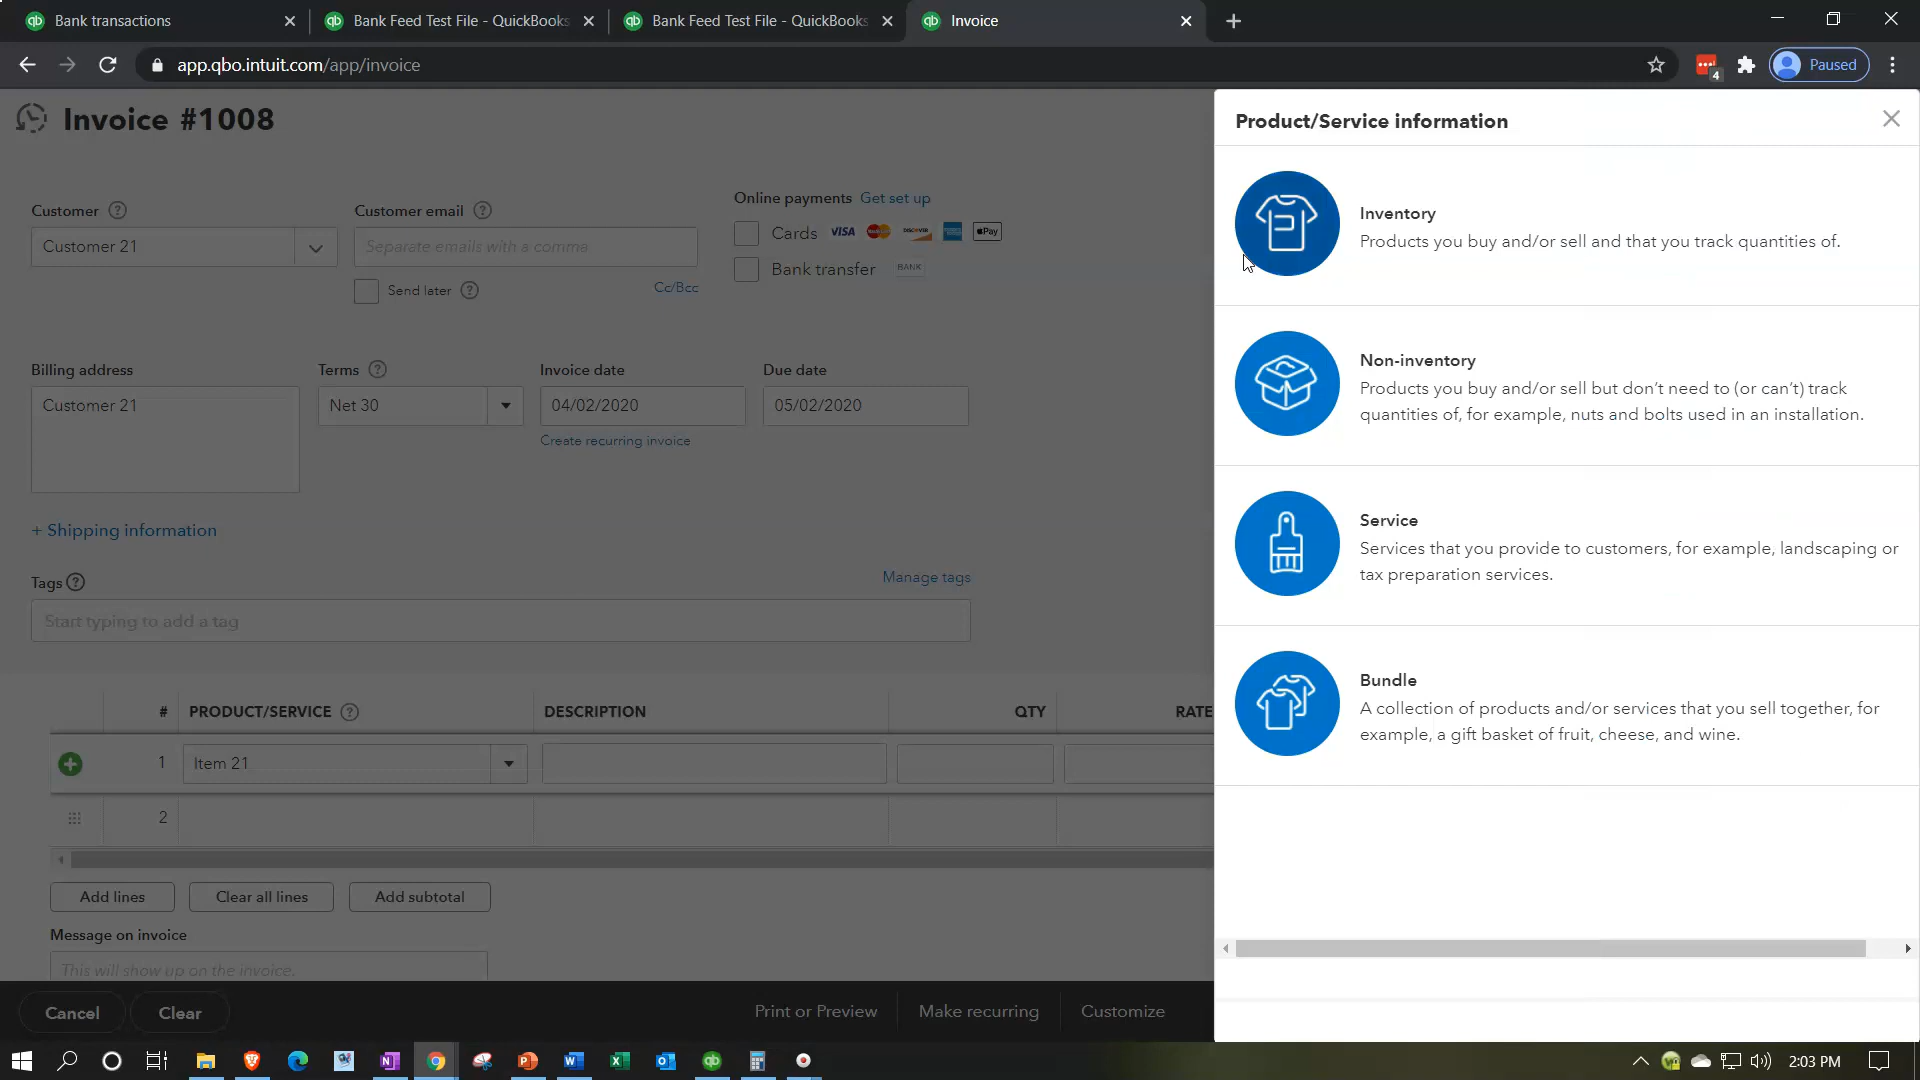 Bank transactions
Bank Feed Test File - QuickBooks
Bank Feed Test File - QuickBooks
Invoice
app.qbo.intuit.com/app/invoice
4
Paused
Invoice #1008
Customer
Customer 21
Customer email
Separate emails with a comma
Send later
Cc/Bcc
Online payments Get set up
Cards VISA DISCOVER Pay
Bank transfer BANK
Billing address
Customer 21
Terms
Net 30
Invoice date
04/02/2020
Create recurring invoice
Due date
05/02/2020
+ Shipping information
Tags
Manage tags
Start typing to add a tag
# PRODUCT/SERVICE DESCRIPTION QTY RATE
1 Item 21
2
Add lines Clear all lines Add subtotal
Message on invoice
This will show up on the invoice.
Cancel Clear Print or Preview Make recurring Customize
Product/Service information
Inventory
Products you buy and/or sell and that you track quantities of.
Non-inventory
Products you buy and/or sell but don't need to (or can't) track
quantities of, for example, nuts and bolts used in an installation.
Service
Services that you provide to customers, for example, landscaping or
tax preparation services.
Bundle
A collection of products and/or services that you sell together, for
example, a gift basket of fruit, cheese, and wine.
2:03 PM